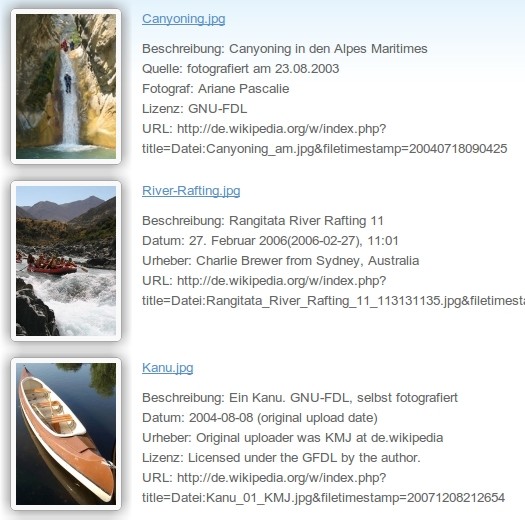 Canyoning.jpg
Beschreibung: Canyoning in den Alpes Maritimes
Quelle: fotografiert am 23.08.2003
Fotograf: Ariane Pascalie
Lizenz: GNU-FDL
URL: http://de.wikipedia.org/w/index.php?
title=Datei:Canyoning_am.jpg&filetimestamp=20040718090425
River-Rafting.jpg
Beschreibung: Rangitata River Rafting 11
Datum: 27. Februar 2006(2006-02-27), 11:01
Urheber: Charlie Brewer from Sydney, Australia
URL: http://de.wikipedia.org/w/index.php?
title=Datei:Rangitata_River_Rafting_11_113131135.jpg&filetimesta
Kanu.jpg
Beschreibung: Ein Kanu. GNU-FDL, selbst fotografiert
Datum: 2004-08-08 (original upload date)
Urheber: Original uploader was KMJ at de.wikipedia
Lizenz: Licensed under the GFDL by the author.
URL: http://de.wikipedia.org/w/index.php?
title=Datei:Kanu_01_KMJ.jpg&filetimestamp=20071208212654